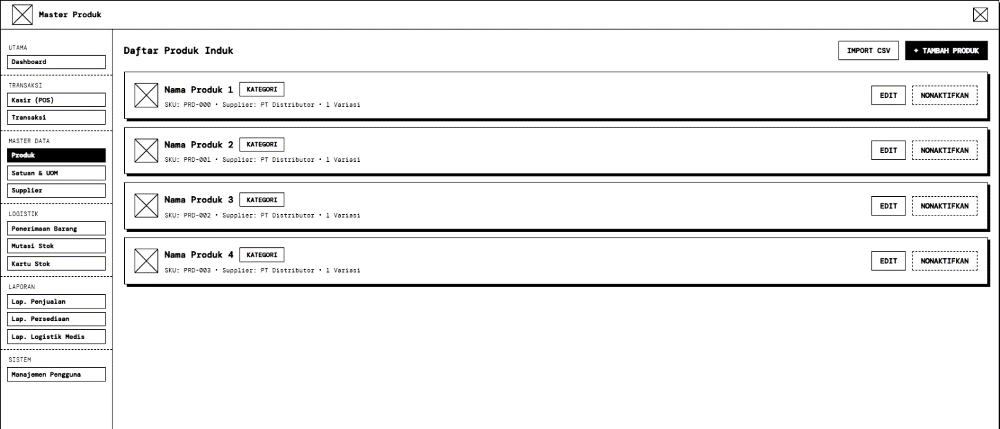 Master Produk
UTAMA
Dashboard
TRANSAKSI
Kasir (POS)
Transaksi
MASTER DATA
Produk
Satuan & UOM
Supplier
LOGISTIK
Penerimaan Barang
Mutasi Stok
Kartu Stok
LAPORAN
Lap. Penjualan
Lap. Persediaan
Lap. Logistik Medis
SISTEM
Manajemen Pengguna
Daftar Produk Induk
IMPORT CSV
+ TAMBAH PRODUK
Nama Produk 1 KATEGORI
SKU: PRD-000 • Supplier: PT Distributor • 1 Variasi
EDIT NONAKTIFKAN
Nama Produk 2 KATEGORI
SKU: PRD-001 • Supplier: PT Distributor • 1 Variasi
EDIT NONAKTIFKAN
Nama Produk 3 KATEGORI
SKU: PRD-002 • Supplier: PT Distributor • 1 Variasi
EDIT NONAKTIFKAN
Nama Produk 4 KATEGORI
SKU: PRD-003 • Supplier: PT Distributor • 1 Variasi
EDIT NONAKTIFKAN